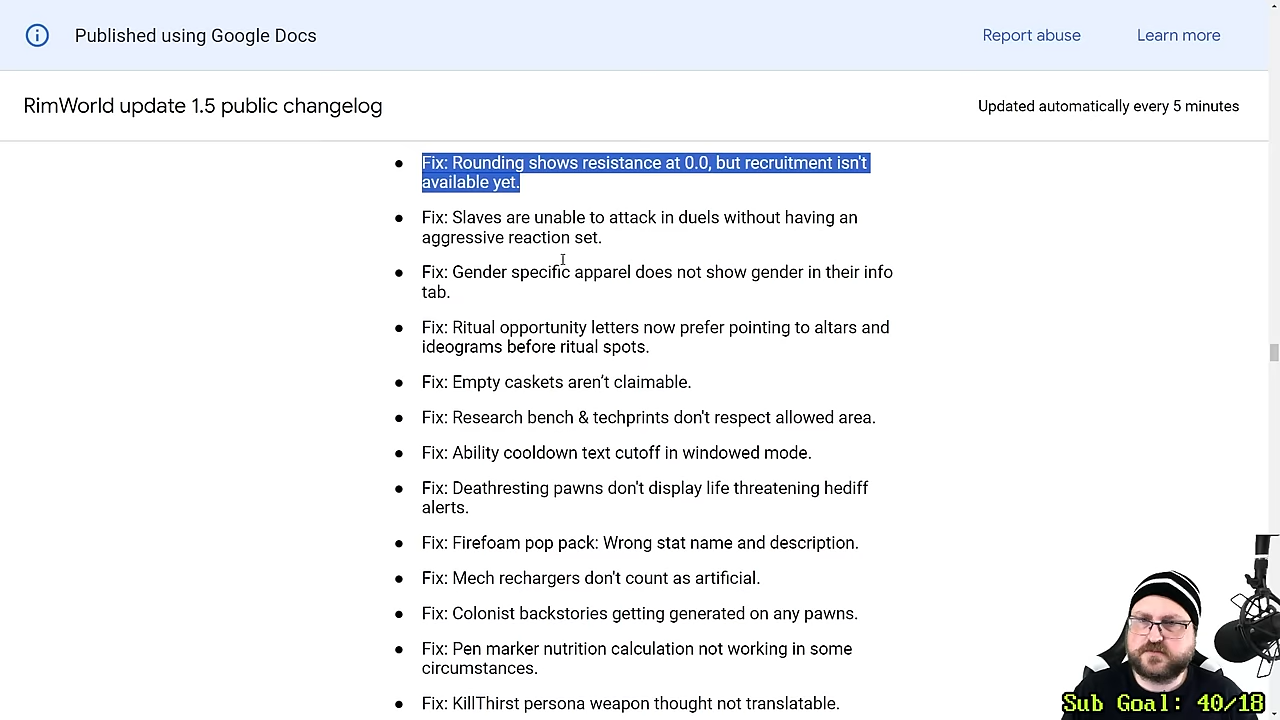 Published using Google Docs
Report abuse
Learn more
RimWorld update 1.5 public changelog
Updated automatically every 5 minutes
● Fix: Rounding shows resistance at 0.0, but recruitment isn't
available yet.
● Fix: Slaves are unable to attack in duels without having an
aggressive reaction set.
● Fix: Gender specific apparel does not show gender in their info
tab.
● Fix: Ritual opportunity letters now prefer pointing to altars and
ideograms before ritual spots.
● Fix: Empty caskets aren’t claimable.
● Fix: Research bench & techprints don't respect allowed area.
● Fix: Ability cooldown text cutoff in windowed mode.
● Fix: Deathresting pawns don't display life threatening hediff
alerts.
● Fix: Firefoam pop pack: Wrong stat name and description.
● Fix: Mech rechargers don't count as artificial.
● Fix: Colonist backstories getting generated on any pawns.
● Fix: Pen marker nutrition calculation not working in some
circumstances.
● Fix: KillThirst persona weapon thought not translatable.
Sub Goal: 40/18